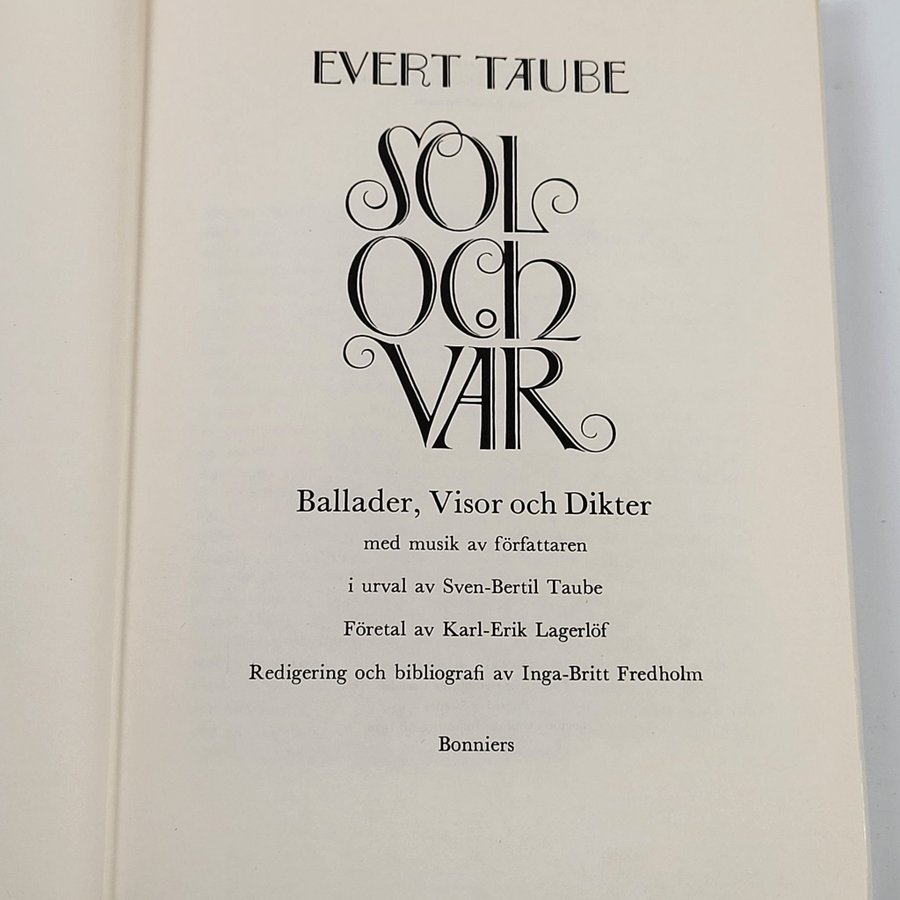 EVERT TAUBE
SOL
OCH
VÅR
Ballader, Visor och Dikter
med musik av författaren
i urval av Sven-Bertil Taube
Företal av Karl-Erik Lagerlöf
Redigering och bibliografi av Inga-Britt Fredholm
Bonniers